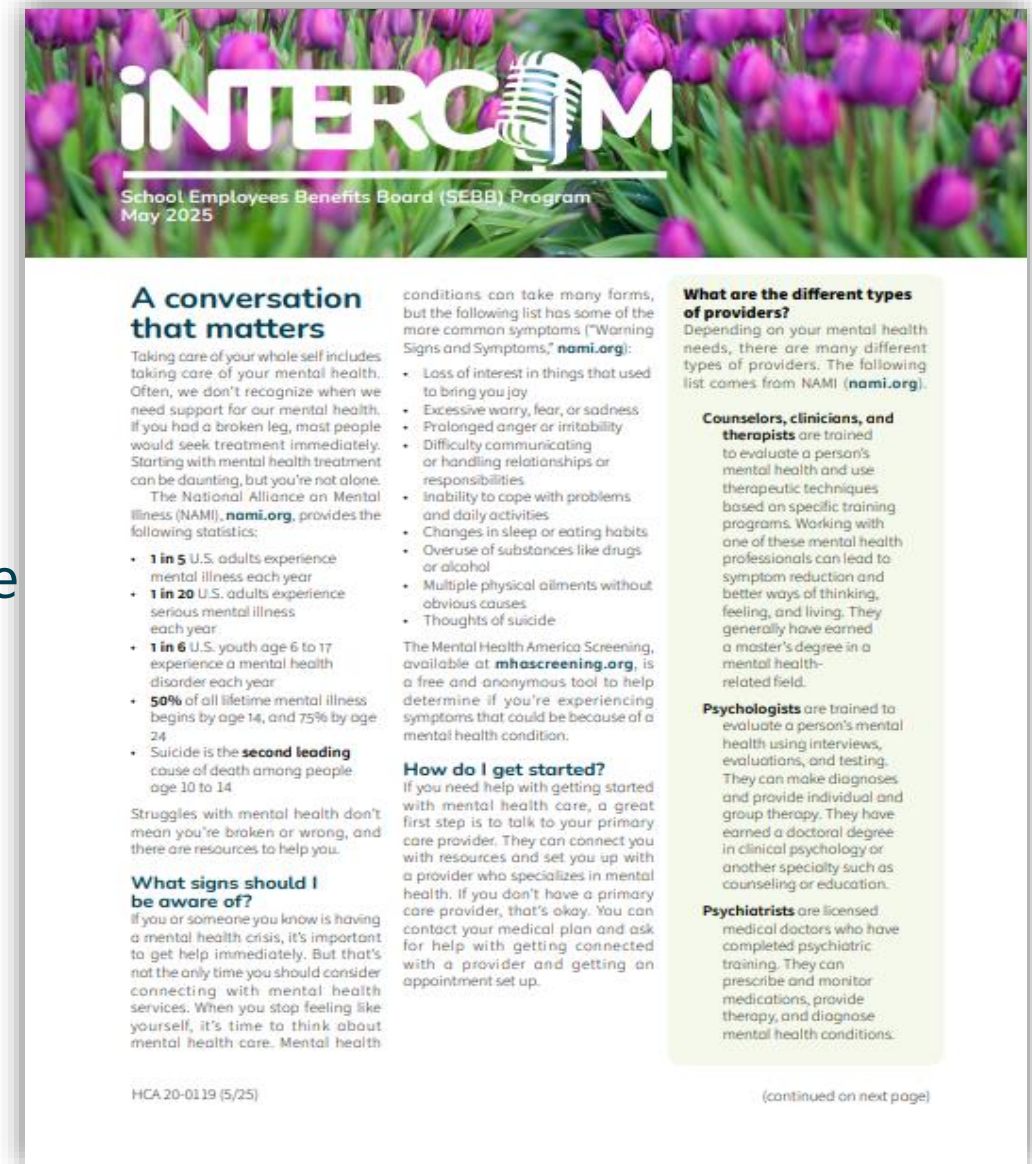 iNTERCOM
School Employees Benefits Board (SEBB) Program
May 2025
e
A conversation
that matters
Taking care of your whole self includes
taking care of your mental health.
Often, we don't recognize when we
need support for our mental health.
If you had a broken leg, most people
would seek treatment immediately.
Starting with mental health treatment
can be daunting, but you're not alone.
The National Alliance on Mental
Illness (NAMI), nami.org, provides the
following statistics:
• 1 in 5 U.S. adults experience
mental illness each year
• 1 in 20 U.S. adults experience
serious mental illness
each year
• 1 in 6 U.S. youth age 6 to 17
experience a mental health
disorder each year
• 50% of all lifetime mental illness
begins by age 14, and 75% by age
24
• Suicide is the second leading
cause of death among people
age 10 to 14
Struggles with mental health don't
mean you're broken or wrong, and
there are resources to help you.
What signs should I
be aware of?
If you or someone you know is having
a mental health crisis, it's important
to get help immediately. But that's
not the only time you should consider
connecting with mental health
services. When you stop feeling like
yourself, it's time to think about
mental health care. Mental health
conditions can take many forms,
but the following list has some of the
more common symptoms ("Warning
Signs and Symptoms," nami.org):
• Loss of interest in things that used
to bring you joy
• Excessive worry, fear, or sadness
• Prolonged anger or irritability
• Difficulty communicating
or handling relationships or
responsibilities
• Inability to cope with problems
and daily activities
• Changes in sleep or eating habits
• Overuse of substances like drugs
or alcohol
• Multiple physical ailments without
obvious causes
• Thoughts of suicide
The Mental Health America Screening,
available at mhascreening.org, is
a free and anonymous tool to help
determine if you're experiencing
symptoms that could be because of a
mental health condition.
How do I get started?
If you need help with getting started
with mental health care, a great
first step is to talk to your primary
care provider. They can connect you
with resources and set you up with
a provider who specializes in mental
health. If you don't have a primary
care provider, that's okay. You can
contact your medical plan and ask
for help with getting connected
with a provider and getting an
appointment set up.
What are the different types
of providers?
Depending on your mental health
needs, there are many different
types of providers. The following
list comes from NAMI (nami.org).
Counselors, clinicians, and
therapists are trained
to evaluate a person's
mental health and use
therapeutic techniques
based on specific training
programs. Working with
one of these mental health
professionals can lead to
symptom reduction and
better ways of thinking,
feeling, and living. They
generally have earned
a master's degree in a
mental health-
related field.
Psychologists are trained to
evaluate a person's mental
health using interviews,
evaluations, and testing.
They can make diagnoses
and provide individual and
group therapy. They have
earned a doctoral degree
in clinical psychology or
another specialty such as
counseling or education.
Psychiatrists are licensed
medical doctors who have
completed psychiatric
training. They can
prescribe and monitor
medications, provide
therapy, and diagnose
mental health conditions.
HCA 20-0119 (5/25)
(continued on next page)